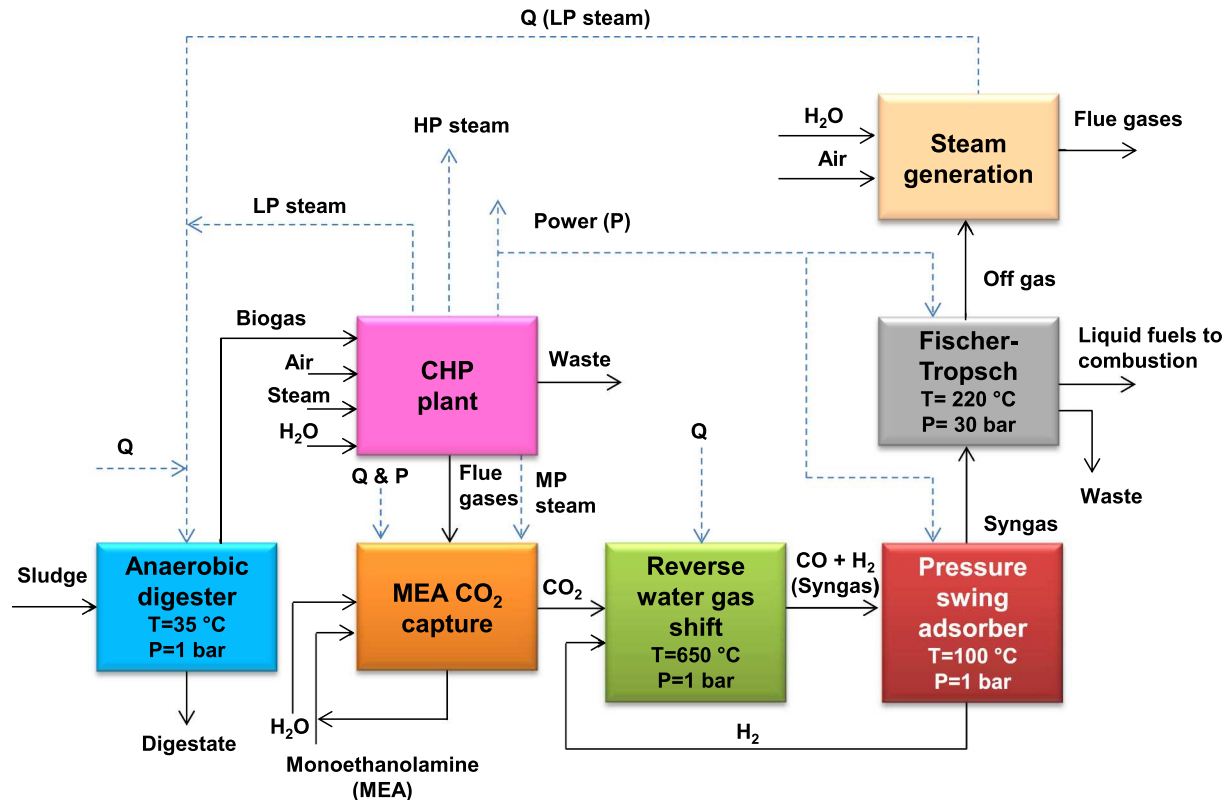 Q (LP steam)
H₂O
Air
Steam
generation
Flue gases
HP steam
LP steam
Power (P)
Off gas
Biogas
Air
Steam
H₂O
CHP
plant
Waste
Fischer-
Tropsch
T= 220 °C
P= 30 bar
Liquid fuels to
combustion
Waste
Q
Q & P
Flue
gases
MP
steam
Q
Syngas
Sludge
Anaerobic
digester
T=35 °C
P=1 bar
MEA CO₂
capture
CO₂
Reverse
water gas
shift
T=650 °C
P=1 bar
CO + H₂
(Syngas)
Pressure
swing
adsorber
T=100 °C
P=1 bar
Digestate
H₂O
H₂
Monoethanolamine
(MEA)